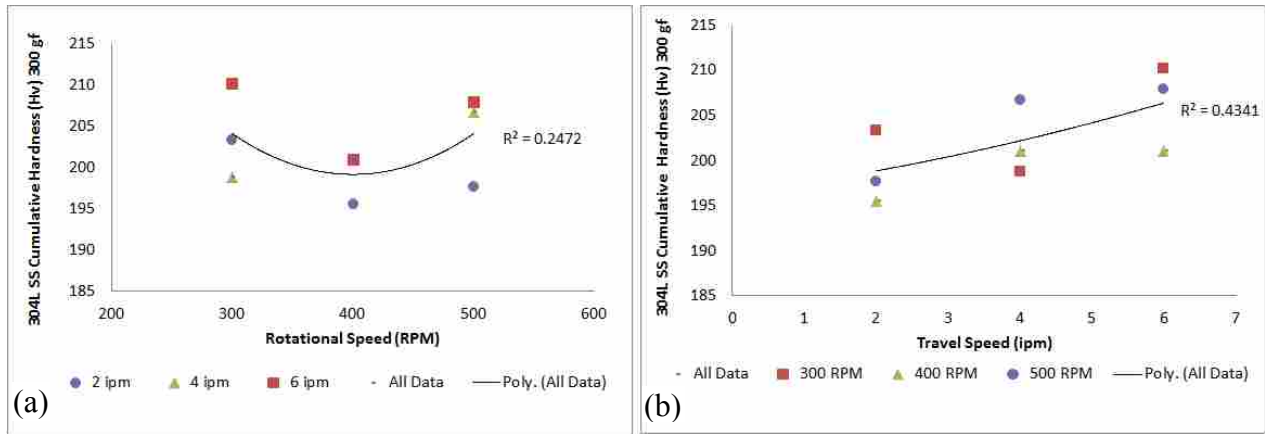 304L SS Cumulative Hardness (Hv) 300 gf
215
210
205
200
195
190
185
200
300
400
500
600
R² = 0.2472
Rotational Speed (RPM)
2 ipm
4 ipm
6 ipm
All Data
Poly. (All Data)
(a)
304L SS Cumulative Hardness (Hv) 300 gf
215
210
205
200
195
190
185
0
1
2
3
4
5
6
7
R² = 0.4341
Travel Speed (ipm)
All Data
300 RPM
400 RPM
500 RPM
Poly. (All Data)
(b)